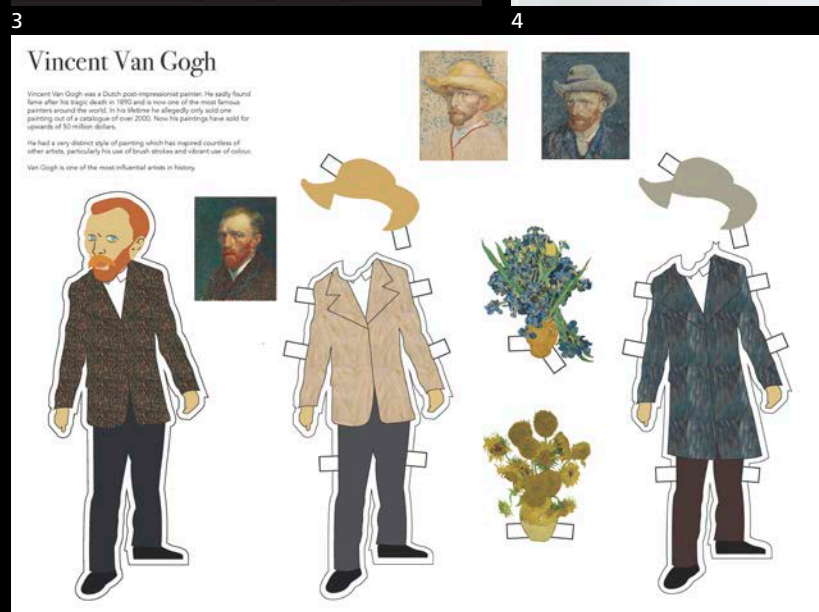 3
4
Vincent Van Gogh
Vincent Van Gogh was a Dutch post-impressionist painter. He sadly found
fame after his tragic death in 1890 and is now one of the most famous
painters around the world. In his lifetime he allegedly only sold one
painting out of a catalogue of over 2000. Now his paintings have sold for
upwards of 50 million dollars.
He had a very distinct style of painting which has inspired countless of
other artists, particularly his use of brush strokes and vibrant use of colour.
Van Gogh is one of the most influential artists in history.